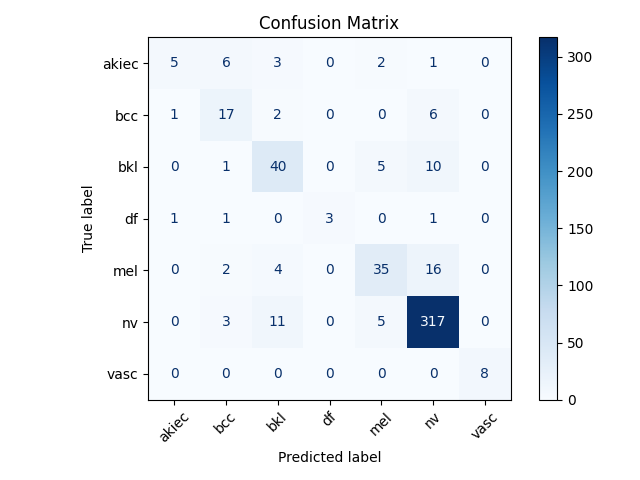 Confusion Matrix
True label
akiec 5 6 3 0 2 1 0
bcc 1 17 2 0 0 6 0
bkl 0 1 40 0 5 10 0
df 1 1 0 3 0 1 0
mel 0 2 4 0 35 16 0
nv 0 3 11 0 5 317 0
vasc 0 0 0 0 0 0 8
akiec bcc bkl df mel nv vasc
Predicted label
300
250
200
150
100
50
0